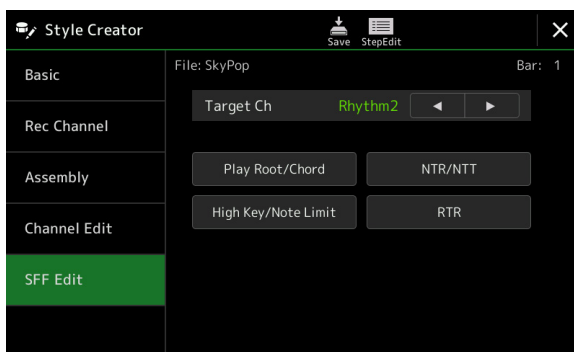 Style Creator
Save StepEdit
File: SkyPop Bar: 1
Basic
Rec Channel
Assembly
Channel Edit
SFF Edit
Target Ch Rhythm2
Play Root/Chord NTR/NTT
High Key/Note Limit RTR